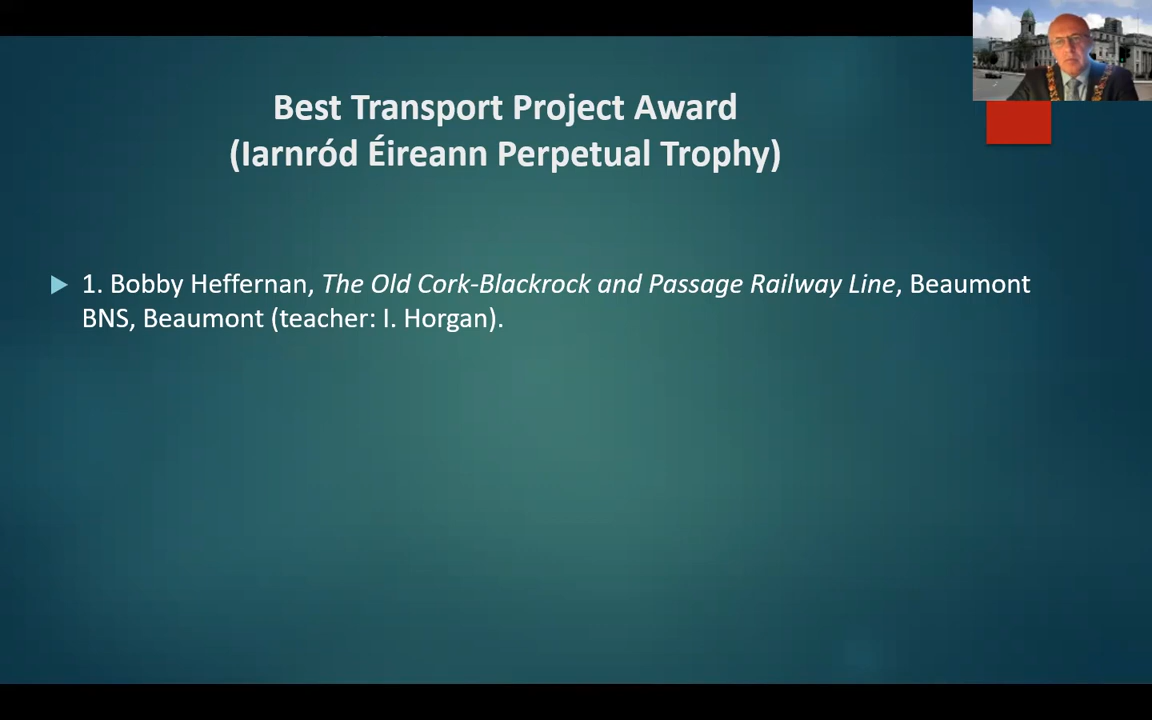 Best Transport Project Award
(Iarnród Éireann Perpetual Trophy)
1. Bobby Heffernan, The Old Cork-Blackrock and Passage Railway Line, Beaumont
BNS, Beaumont (teacher: I. Horgan).